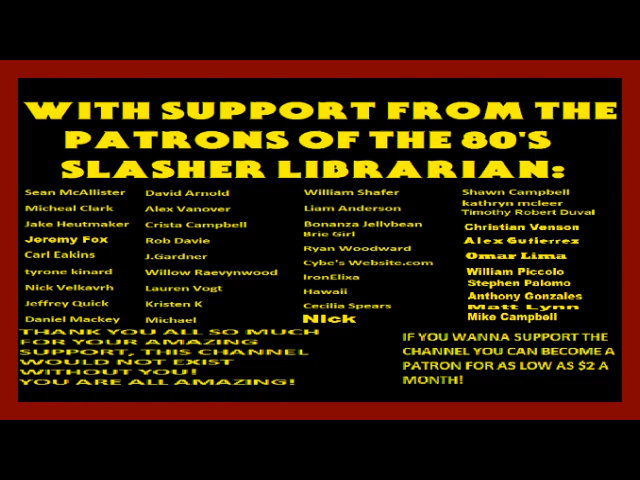 WITH SUPPORT FROM THE
PATRONS OF THE 80'S
SLASHER LIBRARIAN:
Sean McAllister
Micheal Clark
Jake Heutmaker
Jeremy Fox
Carl Eakins
tyrone kinard
Nick Velkavrh
Jeffrey Quick
Daniel Mackey
David Arnold
Alex Vanover
Crista Campbell
Rob Davie
J.Gardner
Willow Raevynwood
Lauren Vogt
Kristen K
Michael
William Shafer
Liam Anderson
Bonanza Jellybean
Brie Girl
Ryan Woodward
Cybe's Website.com
IronElixa
Hawaii
Cecilia Spears
Nick
Shawn Campbell
kathryn mcleer
Timothy Robert Duval
Christian Venson
Alex Gutierrez
Omar Lima
William Piccolo
Stephen Palomo
Anthony Gonzales
Matt Lynn
Mike Campbell
THANK YOU ALL SO MUCH
FOR YOUR AMAZING
SUPPORT, THIS CHANNEL
WOULD NOT EXIST
WITHOUT YOU!
YOU ARE ALL AMAZING!
IF YOU WANNA SUPPORT THE
CHANNEL YOU CAN BECOME A
PATRON FOR AS LOW AS $2 A
MONTH!